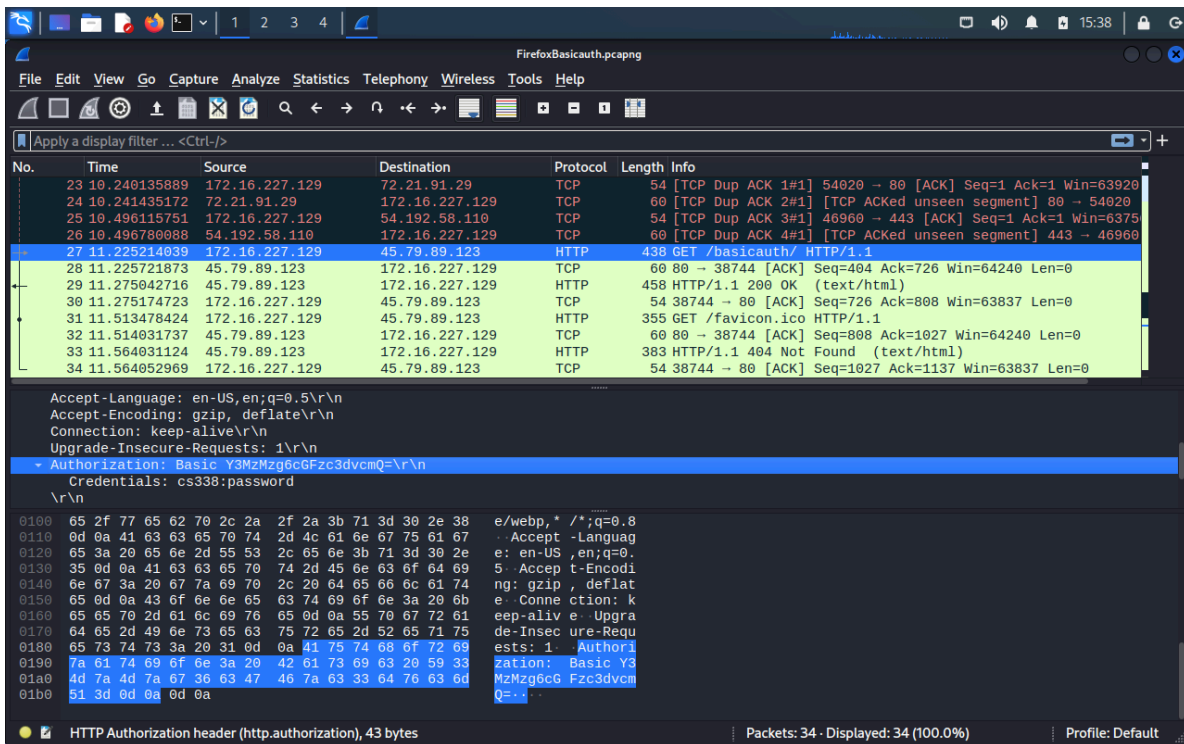 1 2 3 4 15:38
FirefoxBasicauth.pcapng
File Edit View Go Capture Analyze Statistics Telephony Wireless Tools Help
Apply a display filter ... <Ctrl-/>
No. Time Source Destination Protocol Length Info
23 10.240135889 172.16.227.129 72.21.91.29 TCP 54 [TCP Dup ACK 1#1] 54020 → 80 [ACK] Seq=1 Ack=1 Win=63920
24 10.241435172 72.21.91.29 172.16.227.129 TCP 60 [TCP Dup ACK 2#1] [TCP ACKed unseen segment] 80 → 54020
25 10.496115751 172.16.227.129 54.192.58.110 TCP 54 [TCP Dup ACK 3#1] 46960 → 443 [ACK] Seq=1 Ack=1 Win=6375
26 10.496780088 54.192.58.110 172.16.227.129 TCP 60 [TCP Dup ACK 4#1] [TCP ACKed unseen segment] 443 → 46960
27 11.225214039 172.16.227.129 45.79.89.123 HTTP 438 GET /basicauth/ HTTP/1.1
28 11.225721873 45.79.89.123 172.16.227.129 TCP 60 80 → 38744 [ACK] Seq=404 Ack=726 Win=64240 Len=0
29 11.275042716 45.79.89.123 172.16.227.129 HTTP 458 HTTP/1.1 200 OK (text/html)
30 11.275174723 172.16.227.129 45.79.89.123 TCP 54 38744 → 80 [ACK] Seq=726 Ack=808 Win=63837 Len=0
31 11.513478424 172.16.227.129 45.79.89.123 HTTP 355 GET /favicon.ico HTTP/1.1
32 11.514031737 45.79.89.123 172.16.227.129 TCP 60 80 → 38744 [ACK] Seq=808 Ack=1027 Win=64240 Len=0
33 11.564031124 45.79.89.123 172.16.227.129 HTTP 383 HTTP/1.1 404 Not Found (text/html)
34 11.564052969 172.16.227.129 45.79.89.123 TCP 54 38744 → 80 [ACK] Seq=1027 Ack=1137 Win=63837 Len=0
Accept-Language: en-US,en;q=0.5\r\n
Accept-Encoding: gzip, deflate\r\n
Connection: keep-alive\r\n
Upgrade-Insecure-Requests: 1\r\n
Authorization: Basic Y3MzMzg6cGFzc3dvcmQ=\r\n
Credentials: cs338:password
\r\n
0100 65 2f 77 65 62 70 2c 2a 2f 2a 3b 71 3d 30 2e 38 e/webp,* /*;q=0.8
0110 0d 0a 41 63 63 65 70 74 2d 4c 61 6e 67 75 61 67 ··Accept -Languag
0120 65 3a 20 65 6e 2d 55 53 2c 65 6e 3b 71 3d 30 2e e: en-US ,en;q=0.
0130 35 0d 0a 41 63 63 65 70 74 2d 45 6e 63 6f 64 69 5··Accep t-Encodi
0140 6e 67 3a 20 67 7a 69 70 2c 20 64 65 66 6c 61 74 ng: gzip , deflat
0150 65 0d 0a 43 6f 6e 6e 65 63 74 69 6f 6e 3a 20 6b e··Conne ction: k
0160 65 65 70 2d 61 6c 69 76 65 0d 0a 55 70 67 72 61 eep-aliv e··Upgra
0170 64 65 2d 49 6e 73 65 63 75 72 65 2d 52 65 71 75 de-Insec ure-Requ
0180 65 73 74 73 3a 20 31 0d 0a 41 75 74 68 6f 72 69 ests: 1· ·Authori
0190 7a 61 74 69 6f 6e 3a 20 42 61 73 69 63 20 59 33 zation: Basic Y3
01a0 4d 7a 4d 7a 67 36 63 47 46 7a 63 33 64 76 63 6d MzMzg6cG Fzc3dvcm
01b0 51 3d 0d 0a 0d 0a Q=····
HTTP Authorization header (http.authorization), 43 bytes Packets: 34 · Displayed: 34 (100.0%) Profile: Default